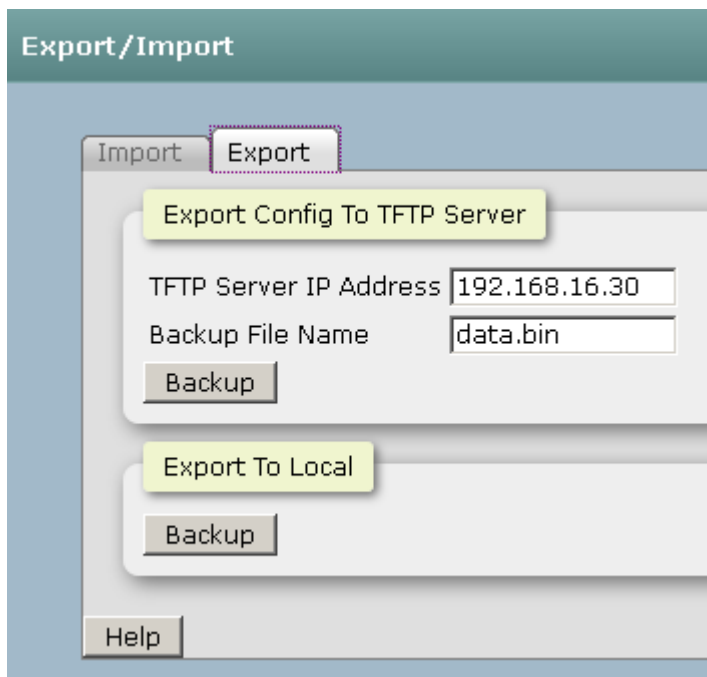 Export/Import
Import Export
Export Config To TFTP Server
TFTP Server IP Address 192.168.16.30
Backup File Name data.bin
Backup
Export To Local
Backup
Help